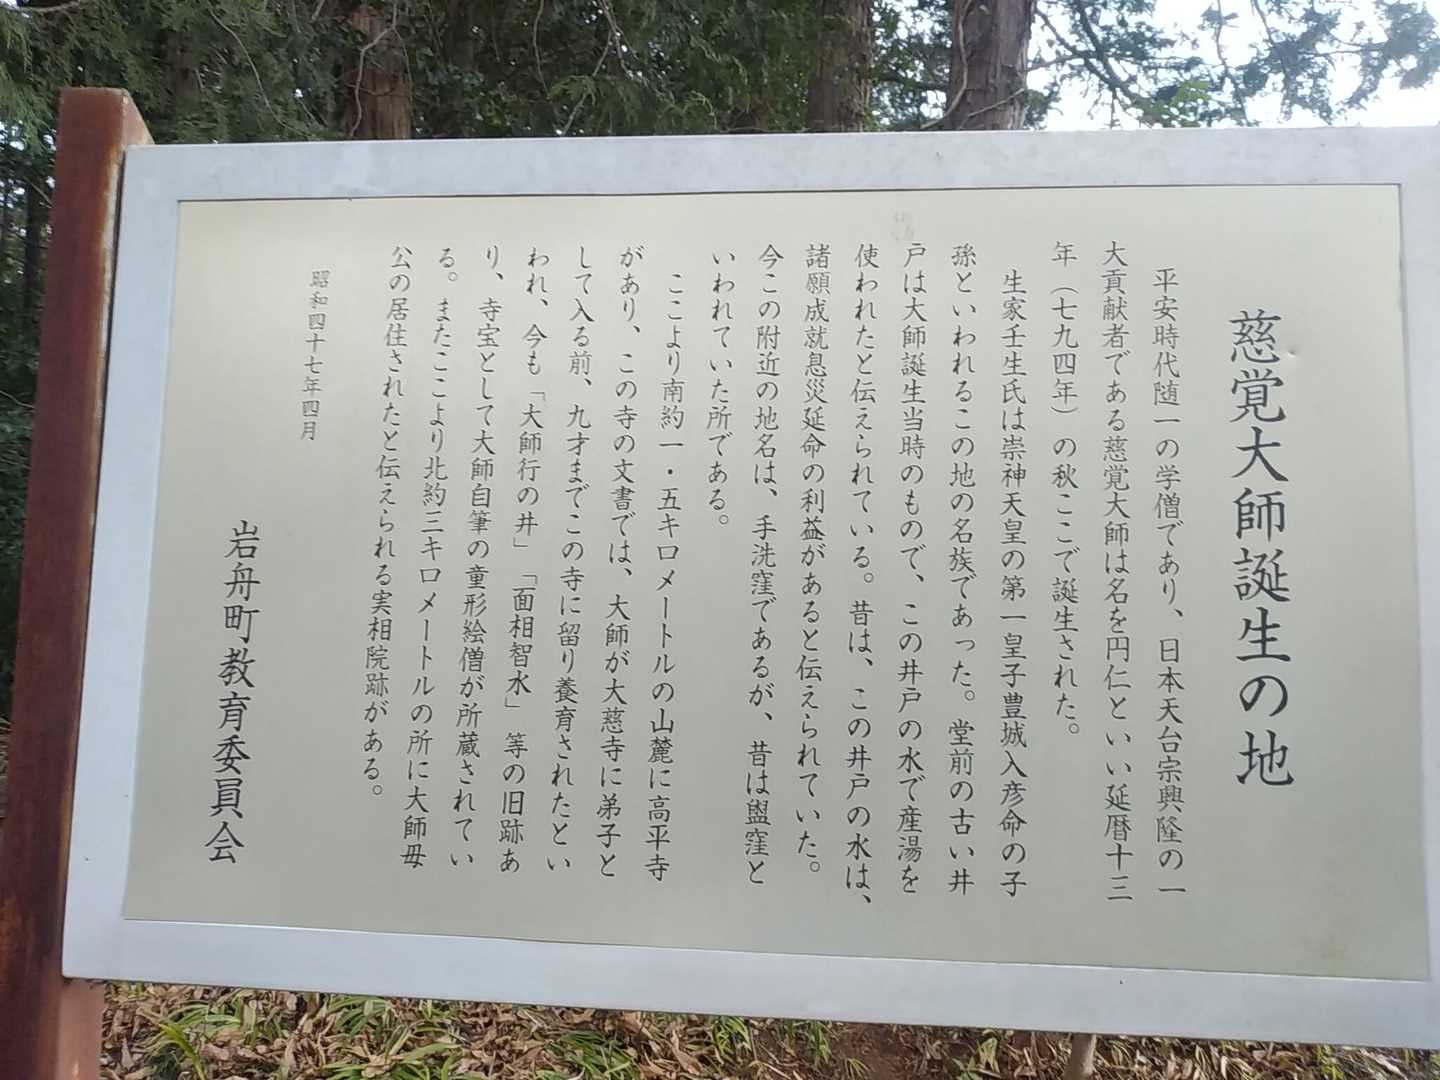 慈覚大師誕生の地
平安時代随一の学僧であり、日本天台宗興隆の一
大貢献者である慈覚大師は名を円仁といい延暦十三
年（七九四年）の秋ここで誕生された。
生家壬生氏は崇神天皇の第一皇子豊城入彦命の子
孫といわれるこの地の名族であった。堂前の古い井
戸は大師誕生当時のもので、この井戸の水で産湯を
使われたと伝えられている。昔は、この井戸の水は、
諸願成就息災延命の利益があると伝えられていた。
今この附近の地名は、手洗窪であるが、昔は盥窪と
いわれていた所である。
ここより南約一・五キロメートルの山麓に高平寺
があり、この寺の文書では、大師が大慈寺に弟子と
して入る前、九才までこの寺に留り養育されたとい
われ、今も「大師行の井」「面相智水」等の旧跡あ
り、寺宝として大師自筆の童形絵僧が所蔵されてい
る。またここより北約三キロメートルの所に大師母
公の居住されたと伝えられる実相院跡がある。
昭和四十七年四月
岩舟町教育委員会